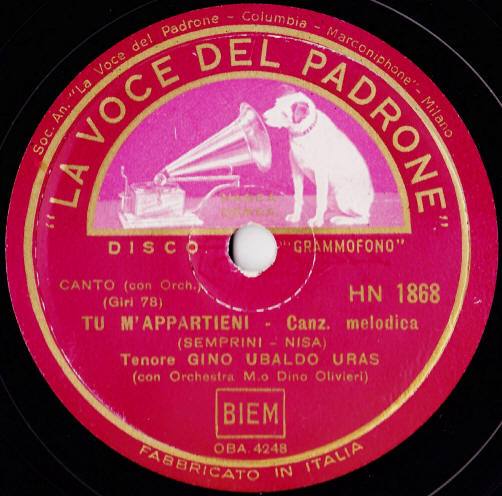 Soc. An. "La Voce del Padrone - Columbia - Marconiphone" - Milano
"LA VOCE DEL PADRONE"
DISCO "GRAMMOFONO"
CANTO (con Orch.)
(Giri 78)
HN 1868
TU M'APPARTIENI - Canz. melodica
(SEMPRINI - NISA)
Tenore GINO UBALDO URAS
(con Orchestra M.o Dino Olivieri)
BIEM
OBA. 4248
FABBRICATO IN ITALIA